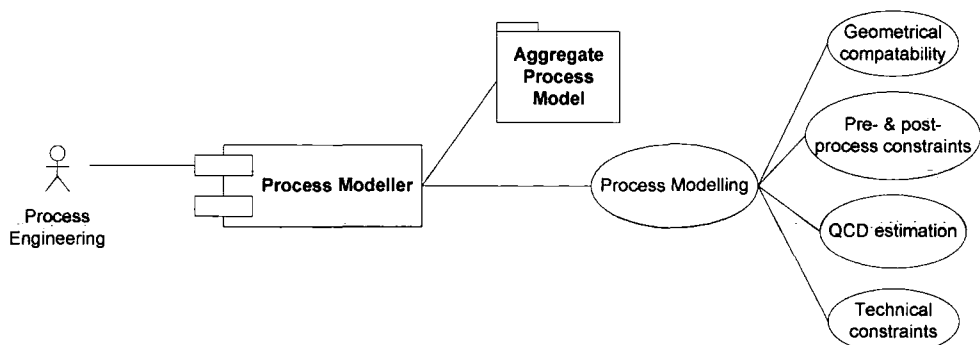 Aggregate
Process
Model
Geometrical
compatability
Pre- & post-
process constraints
Process Modeller
Process Modelling
Process
Engineering
QCD estimation
Technical
constraints